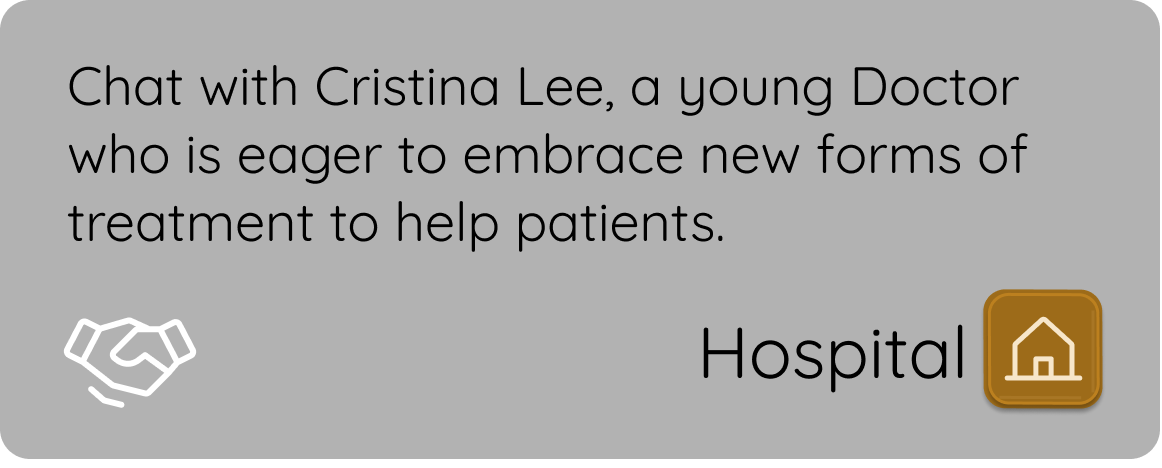 Chat with Cristina Lee, a young Doctor
who is eager to embrace new forms of
treatment to help patients.
Hospital